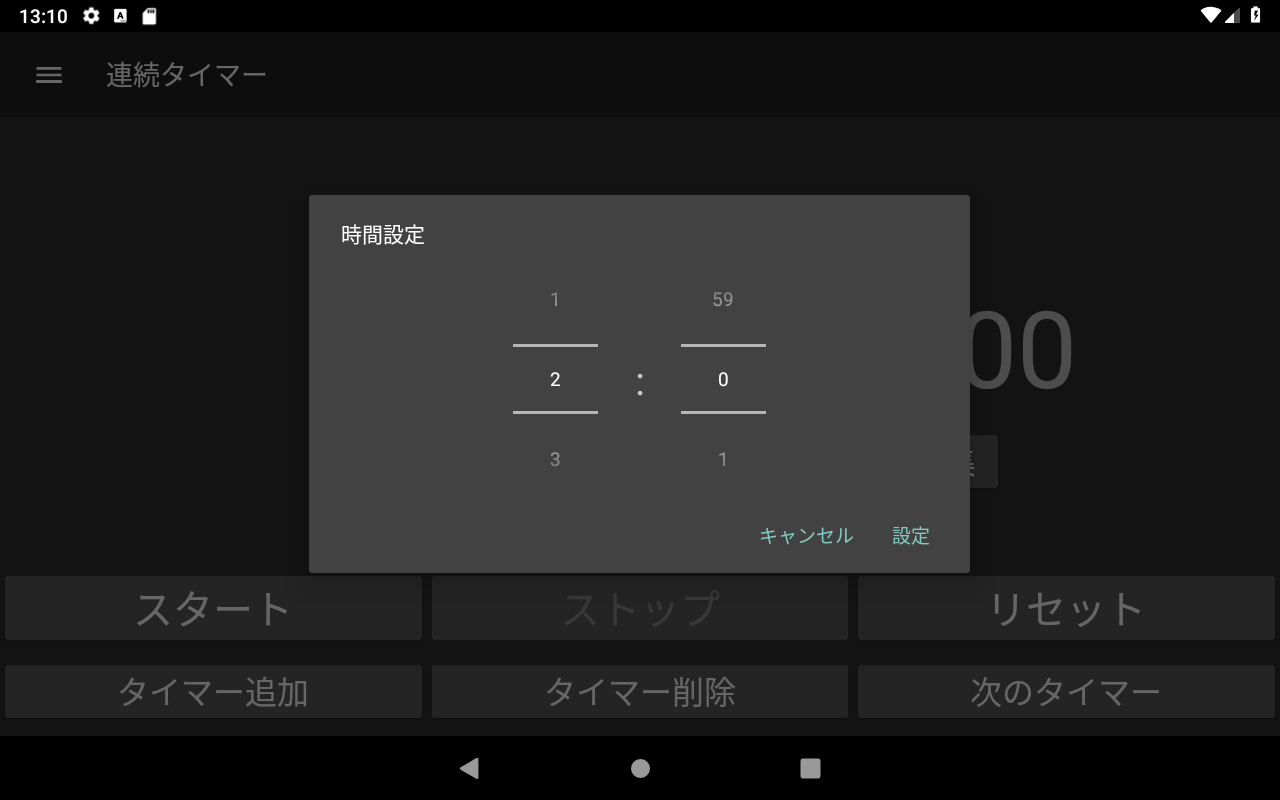 13:10
連続タイマー
時間設定
1 59
2 : 0
3 1
00
集
キャンセル 設定
スタート ストップ リセット
タイマー追加 タイマー削除 次のタイマー